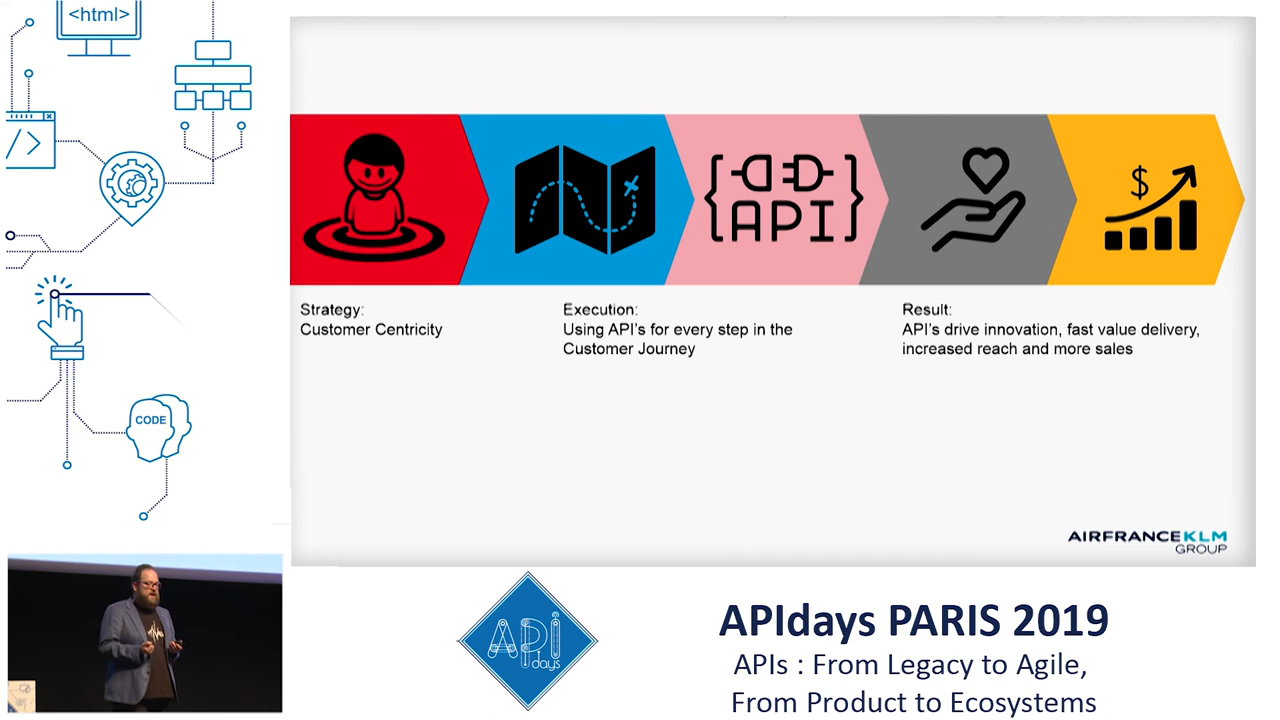 <html>
</>
CODE
$
API
Strategy:
Customer Centricity
Execution:
Using API's for every step in the
Customer Journey
Result:
API's drive innovation, fast value delivery,
increased reach and more sales
AIRFRANCEKLM
GROUP
API
days
APIdays PARIS 2019
APIs : From Legacy to Agile,
From Product to Ecosystems